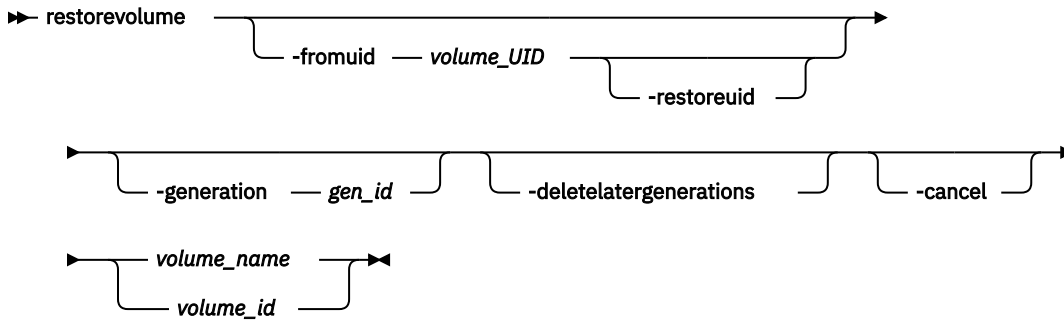 restorevolume
-fromuid volume_UID
-restoreuid
-generation gen_id -deletelatergenerations -cancel
volume_name
volume_id